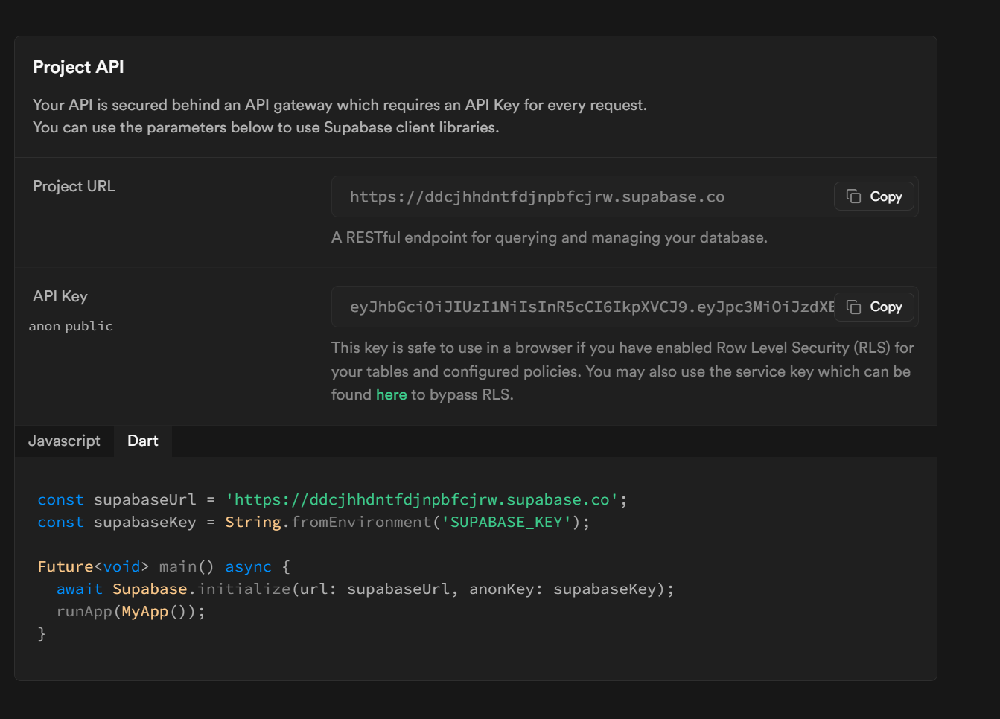 Project API
Your API is secured behind an API gateway which requires an API Key for every request.
You can use the parameters below to use Supabase client libraries.
Project URL
https://ddcjhhdntfdjnpbfcjrw.supabase.co
Copy
A RESTful endpoint for querying and managing your database.
API Key
anon public
eyJhbGciOiJIUzI1NiIsInR5cCI6IkpXVCJ9.eyJpc3MiOiJzdXE
Copy
This key is safe to use in a browser if you have enabled Row Level Security (RLS) for
your tables and configured policies. You may also use the service key which can be
found here to bypass RLS.
Javascript Dart
const supabaseUrl = 'https://ddcjhhdntfdjnpbfcjrw.supabase.co';
const supabaseKey = String.fromEnvironment('SUPABASE_KEY');
Future<void> main() async {
  await Supabase.initialize(url: supabaseUrl, anonKey: supabaseKey);
  runApp(MyApp());
}